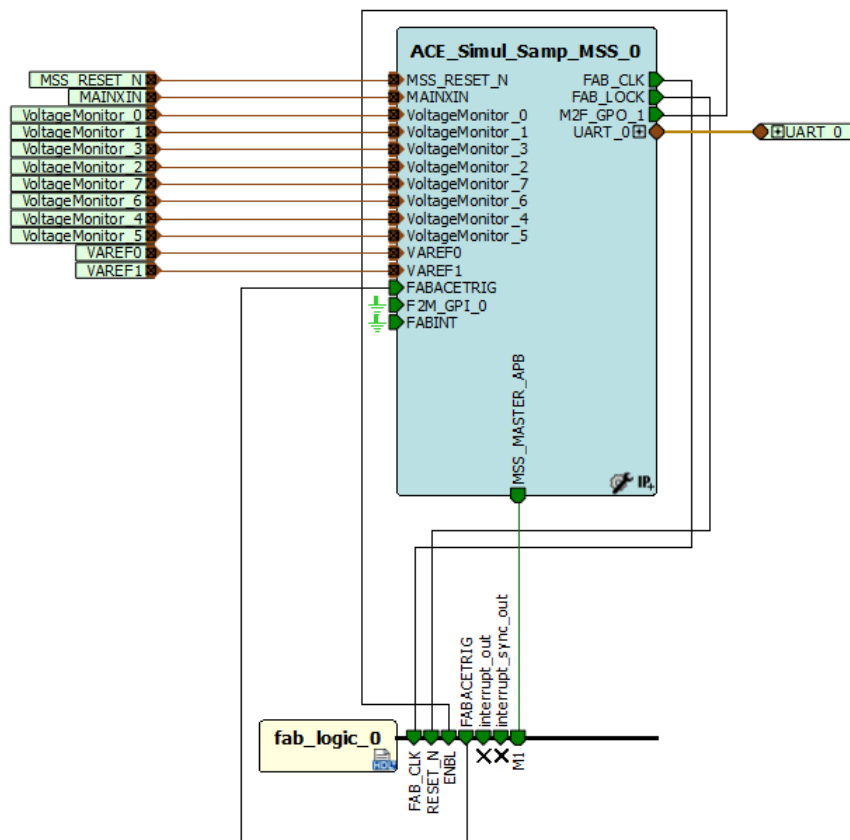 ACE_Simul_Samp_MSS_0
MSS_RESET_N
MSS_RESET_N
FAB_CLK
MAINXIN
MAINXIN
FAB_LOCK
VoltageMonitor_0
VoltageMonitor_0
M2F_GPO_1
VoltageMonitor_1
VoltageMonitor_1
UART_0
UART_0
VoltageMonitor_3
VoltageMonitor_3
VoltageMonitor_2
VoltageMonitor_2
VoltageMonitor_7
VoltageMonitor_7
VoltageMonitor_6
VoltageMonitor_6
VoltageMonitor_4
VoltageMonitor_4
VoltageMonitor_5
VoltageMonitor_5
VAREF0
VAREF0
VAREF1
VAREF1
FABACETRIG
F2M_GPI_0
FABINT
MSS_MASTER_APB
IP+
FABACETRIG
interrupt_out
interrupt_sync_out
fab_logic_0
HDL
FAB_CLK
RESET_N
ENBL
M1